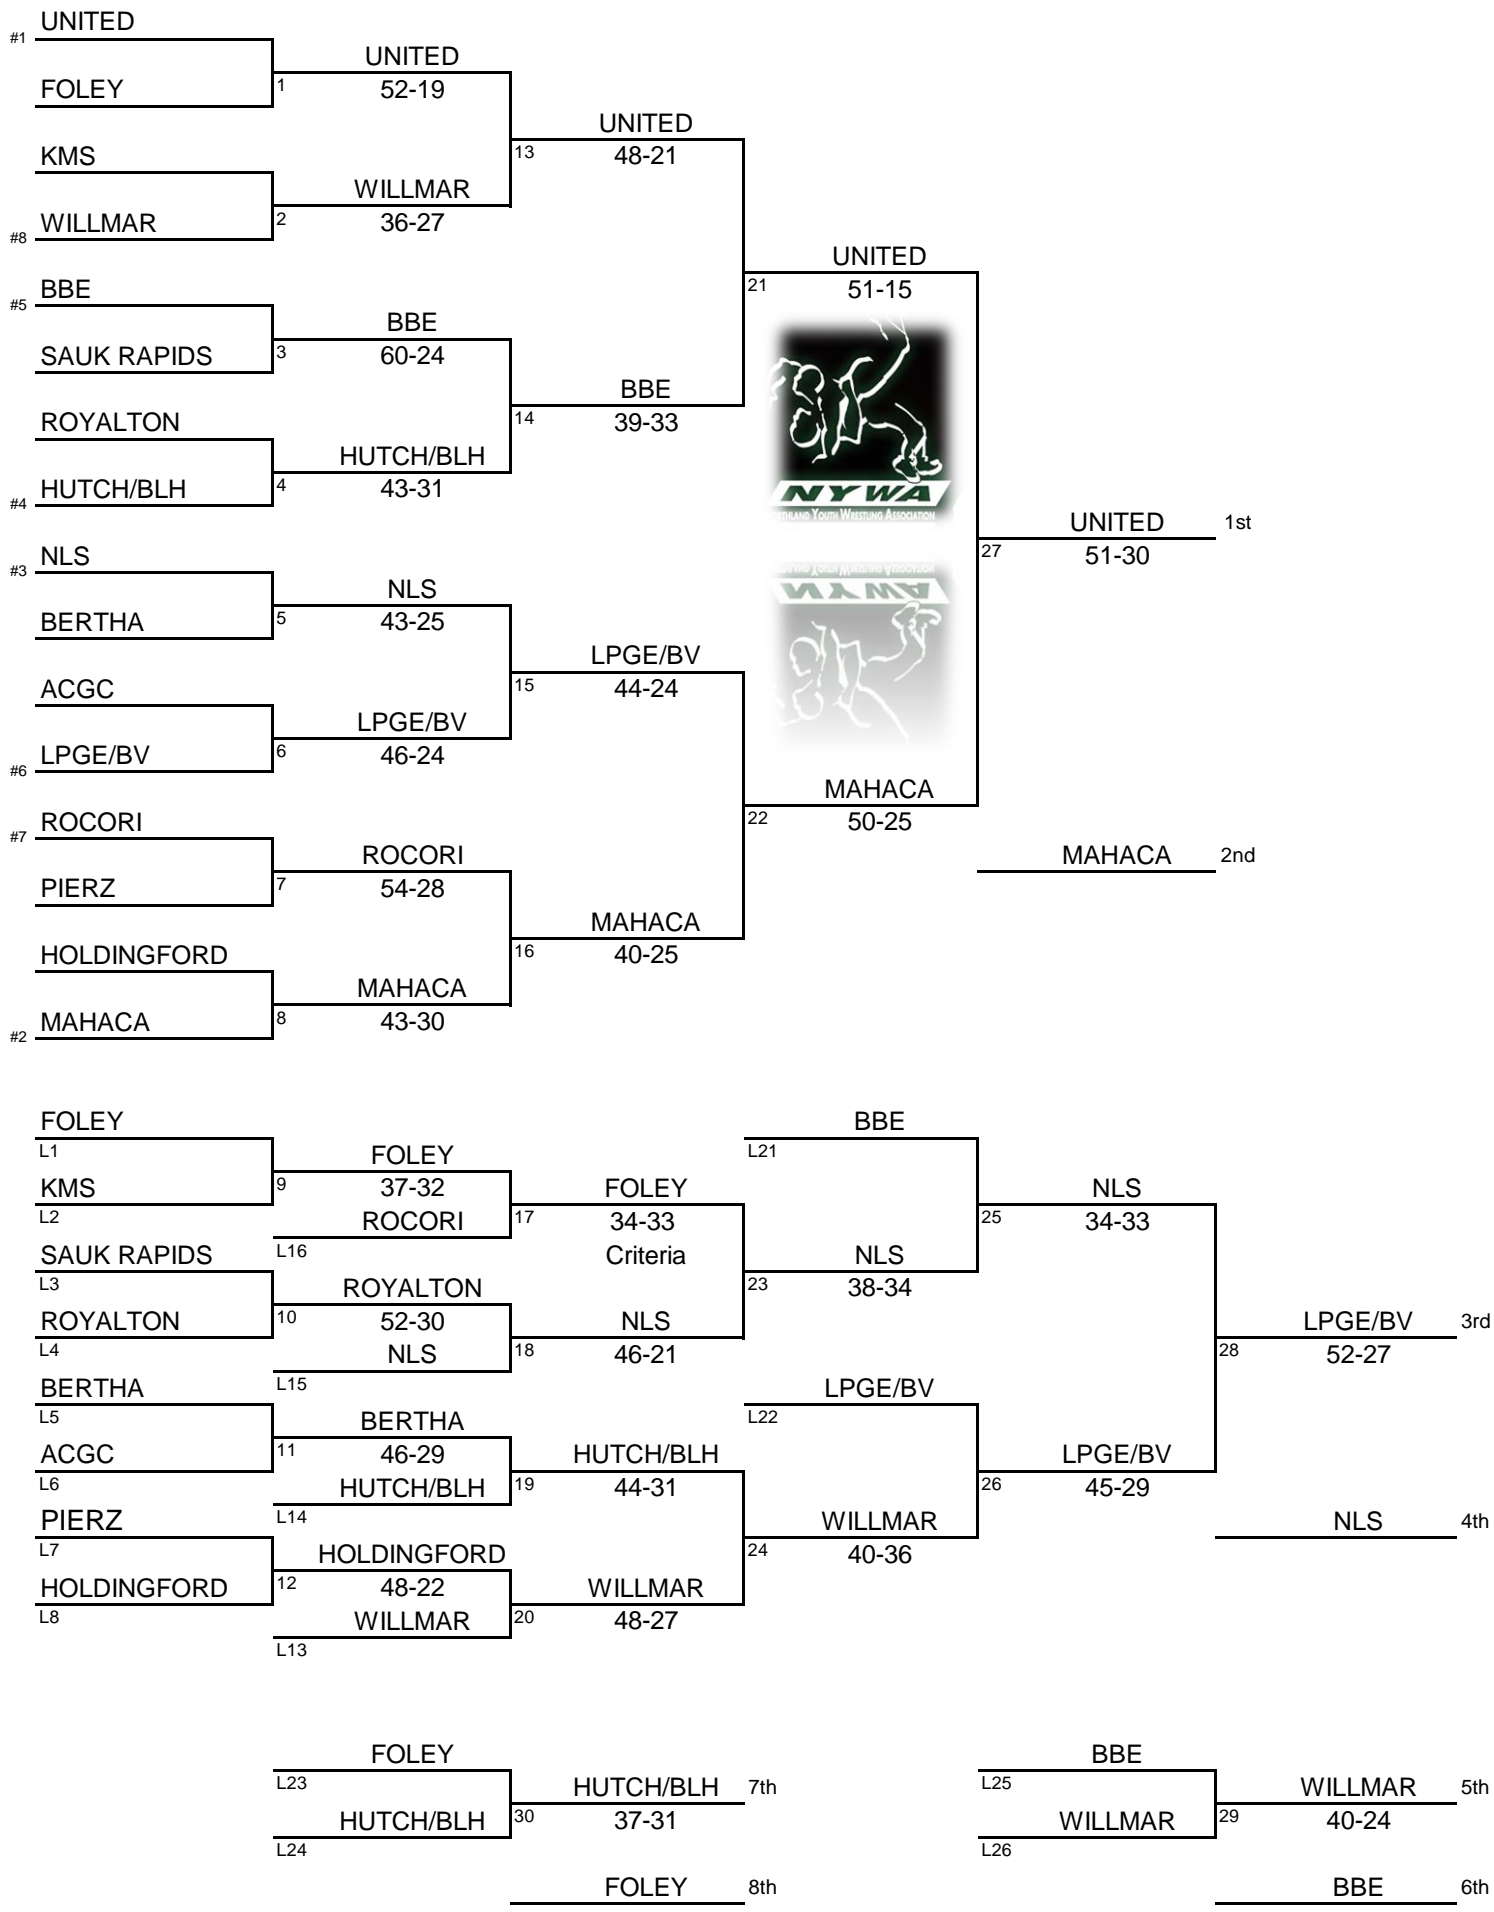 UNITED
#1
UNITED
FOLEY
1
52-19
UNITED
KMS
13
48-21
WILLMAR
WILLMAR
2
36-27
#8
UNITED
BBE
21
51-15
#5
BBE
SAUK RAPIDS
3
60-24
BBE
ROYALTON
14
39-33
HUTCH/BLH
HUTCH/BLH
4
43-31
#4
NYWA
NORTHLAND YOUTH WRESTLING ASSOCIATION
UNITED
1st
NLS
27
51-30
#3
NLS
BERTHA
5
43-25
LPGE/BV
ACGC
15
44-24
LPGE/BV
LPGE/BV
6
46-24
#6
MAHACA
ROCORI
22
50-25
#7
ROCORI
MAHACA
2nd
PIERZ
7
54-28
MAHACA
HOLDINGFORD
16
40-25
MAHACA
MAHACA
8
43-30
#2
FOLEY
BBE
L1
L21
FOLEY
KMS
9
37-32
FOLEY
NLS
L2
ROCORI
17
34-33
25
34-33
SAUK RAPIDS
L16
Criteria
NLS
L3
23
38-34
ROYALTON
ROYALTON
10
52-30
NLS
LPGE/BV
3rd
L4
NLS
18
46-21
28
52-27
BERTHA
L15
LPGE/BV
L5
L22
BERTHA
ACGC
11
46-29
HUTCH/BLH
LPGE/BV
L6
HUTCH/BLH
19
44-31
26
45-29
PIERZ
L14
WILLMAR
NLS
4th
L7
24
40-36
HOLDINGFORD
HOLDINGFORD
12
48-22
WILLMAR
L8
WILLMAR
20
48-27
L13
FOLEY
BBE
L23
HUTCH/BLH
7th
L25
WILLMAR
5th
HUTCH/BLH
30
37-31
WILLMAR
29
40-24
L24
L26
FOLEY
8th
BBE
6th